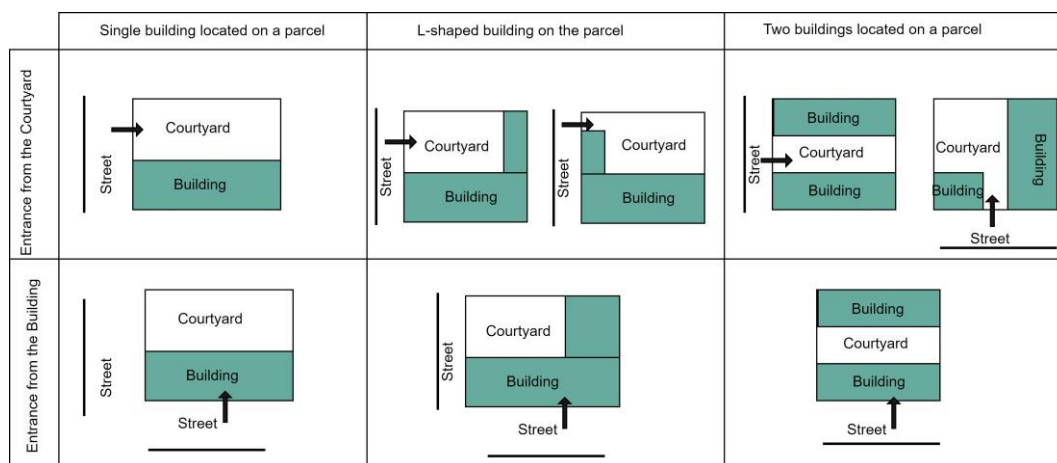 Single building located on a parcel
L-shaped building on the parcel
Two buildings located on a parcel
Entrance from the Courtyard
Street
Courtyard
Building
Street
Courtyard
Building
Street
Courtyard
Building
Street
Building
Courtyard
Building
Courtyard
Building
Building
Street
Entrance from the Building
Street
Courtyard
Building
Street
Street
Courtyard
Building
Street
Building
Courtyard
Building
Street